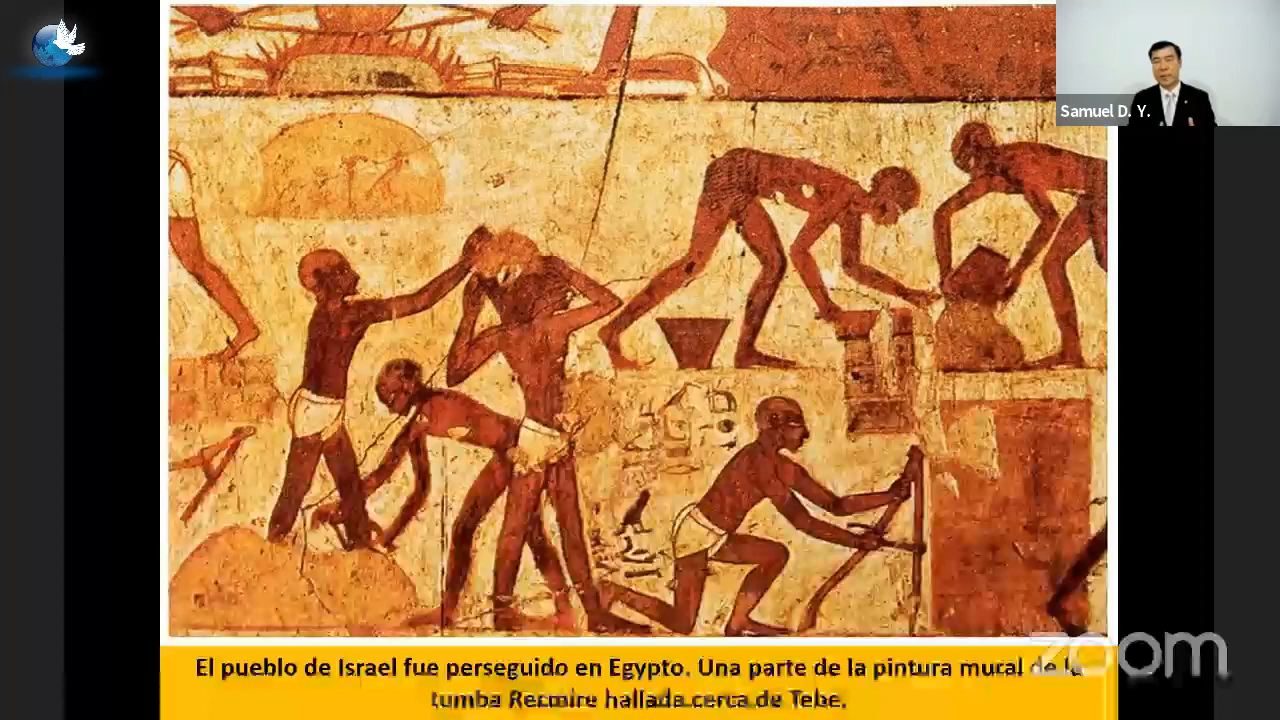 Samuel D. Y.
El pueblo de Israel fue perseguido en Egypto. Una parte de la pintura mural de la
tumba Recmire hallada cerca de Tebe.
zoom